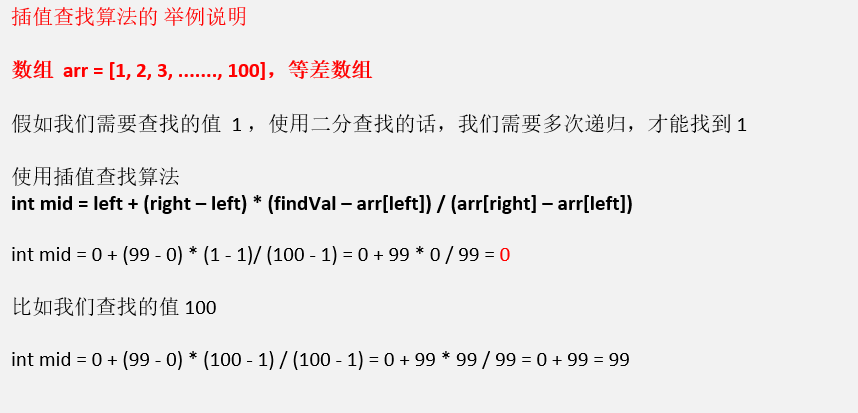 插值查找算法的 举例说明
数组 arr = [1, 2, 3, ......., 100]，等差数组
假如我们需要查找的值 1 ，使用二分查找的话，我们需要多次递归，才能找到 1
使用插值查找算法
int mid = left + (right – left) * (findVal – arr[left]) / (arr[right] – arr[left])
int mid = 0 + (99 - 0) * (1 - 1)/ (100 - 1) = 0 + 99 * 0 / 99 = 0
比如我们查找的值 100
int mid = 0 + (99 - 0) * (100 - 1) / (100 - 1) = 0 + 99 * 99 / 99 = 0 + 99 = 99